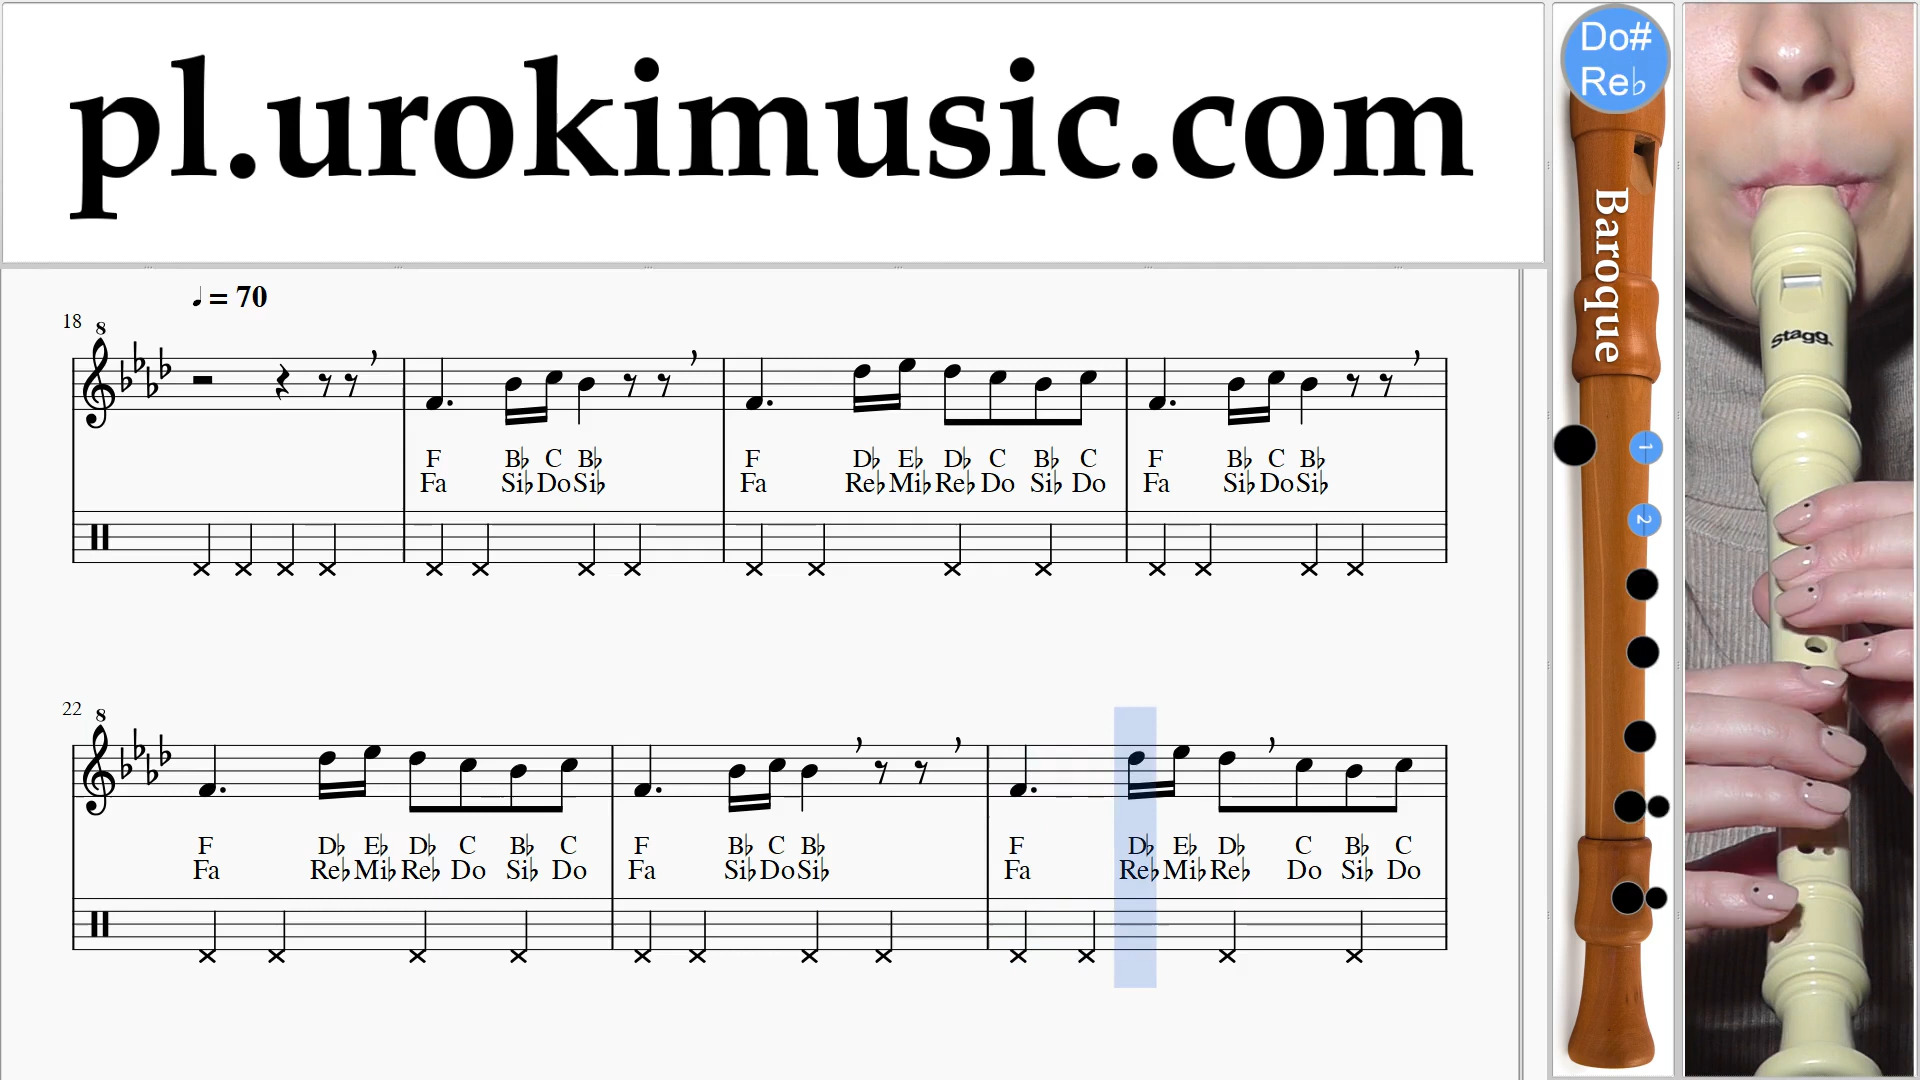 pl.urokimusic.com
♩ = 70
18
8
F B♭ C B♭ F D♭ E♭ D♭ C B♭ C F B♭ C B♭
Fa Si♭ Do Si♭ Fa Re♭ Mi♭ Re♭ Do Si♭ Do Fa Si♭ Do Si♭
22
8
F D♭ E♭ D♭ C B♭ C F B♭ C B♭ F D♭ E♭ D♭ C B♭ C
Fa Re♭ Mi♭ Re♭ Do Si♭ Do Fa Si♭ Do Si♭ Fa Re♭ Mi♭ Re♭ Do Si♭ Do
Do#
Re♭
Baroque
1
2
Stagg